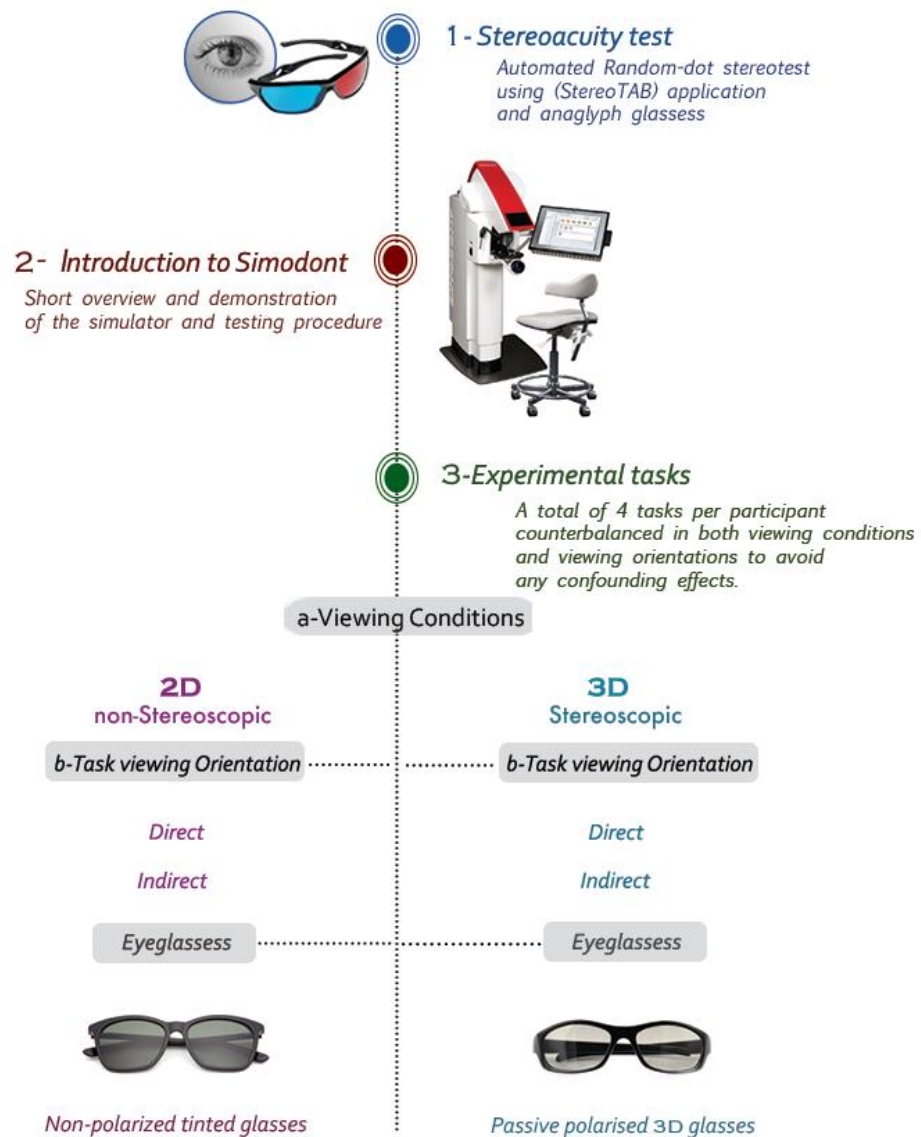 1- Stereoacuity test
Automated Random-dot stereotest
using (StereoTAB) application
and anaglyph glassess
2- Introduction to Simodont
Short overview and demonstration
of the simulator and testing procedure
3-Experimental tasks
A total of 4 tasks per participant
counterbalanced in both viewing conditions
and viewing orientations to avoid
any confounding effects.
a-Viewing Conditions
2D
non-Stereoscopic
3D
Stereoscopic
b-Task viewing Orientation
b-Task viewing Orientation
Direct
Direct
Indirect
Indirect
Eyeglassess
Eyeglassess
Non-polarized tinted glasses
Passive polarised 3D glasses